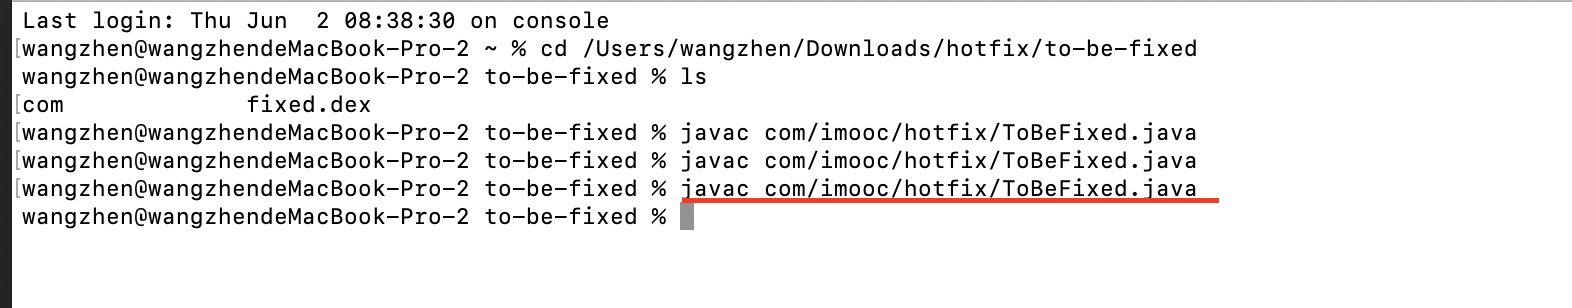 Last login: Thu Jun  2 08:38:30 on console
[wangzhen@wangzhendeMacBook-Pro-2 ~ % cd /Users/wangzhen/Downloads/hotfix/to-be-fixed
wangzhen@wangzhendeMacBook-Pro-2 to-be-fixed % ls
[com             fixed.dex
[wangzhen@wangzhendeMacBook-Pro-2 to-be-fixed % javac com/imooc/hotfix/ToBeFixed.java
[wangzhen@wangzhendeMacBook-Pro-2 to-be-fixed % javac com/imooc/hotfix/ToBeFixed.java
[wangzhen@wangzhendeMacBook-Pro-2 to-be-fixed % javac com/imooc/hotfix/ToBeFixed.java
wangzhen@wangzhendeMacBook-Pro-2 to-be-fixed %